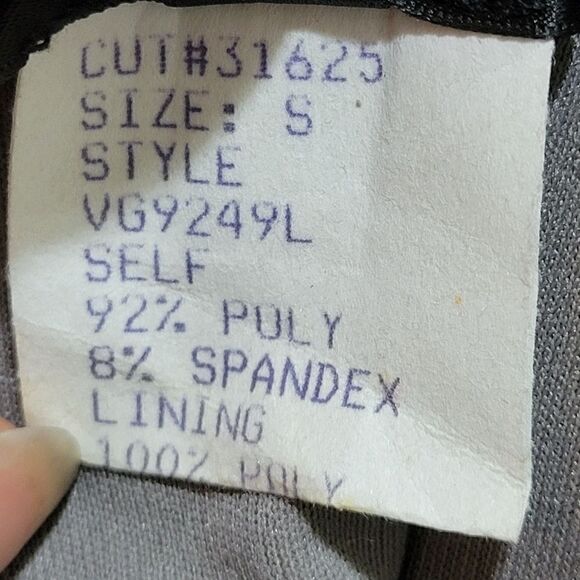 CUT#31625
SIZE: S
STYLE
VG9249L
SELF
92% POLY
8% SPANDEX
LINING
100% POLY